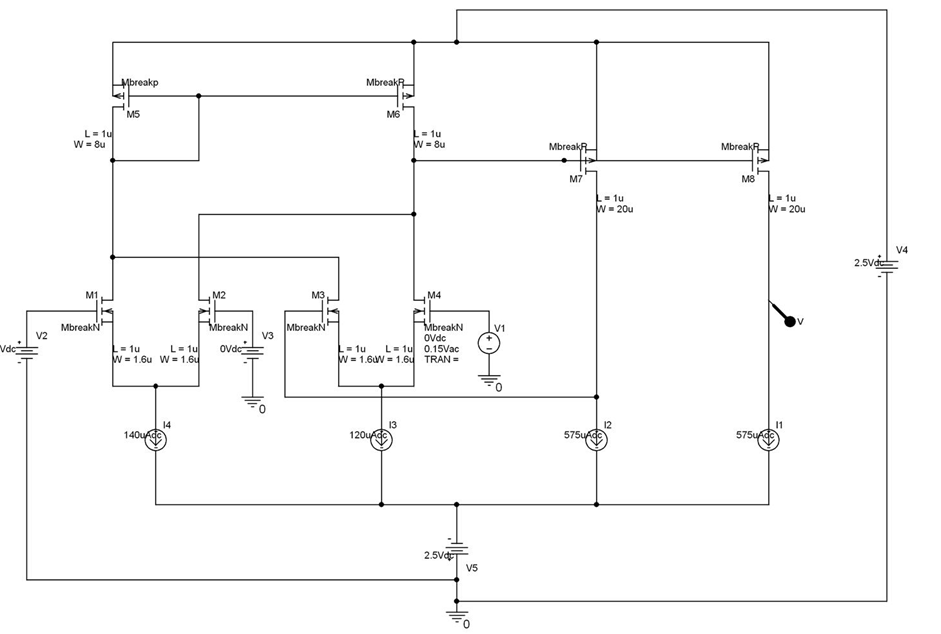 Mbreakp
M5
L = 1u
W = 8u
MbreakP
M6
L = 1u
W = 8u
MbreakP
M7
L = 1u
W = 20u
MbreakP
M8
L = 1u
W = 20u
V4
2.5Vdc
M1
MbreakN
L = 1u
W = 1.6u
M2
MbreakN
L = 1u
W = 1.6u
M3
MbreakN
L = 1u
W = 1.6u
M4
MbreakN
L = 1u
W = 1.6u
V2
Vdc
V3
0Vdc
0
V1
0Vdc
0.15Vac
TRAN =
0
V
I4
140uAdc
I3
120uAdc
I2
575uAdc
I1
575uAdc
2.5Vdc
V5
0